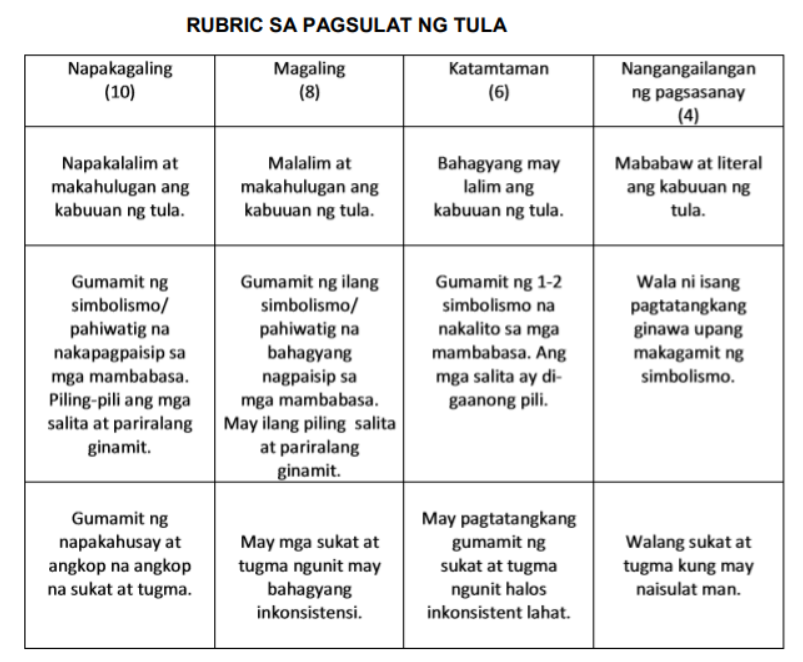 RUBRIC SA PAGSULAT NG TULA
Napakagaling
(10)
Magaling
(8)
Katamtaman
(6)
Nangangailangan
ng pagsasanay
(4)
Napakalalim at
makahulugan ang
kabuuan ng tula.
Malalim at
makahulugan ang
kabuuan ng tula.
Bahagyang may
lalim ang
kabuuan ng tula.
Mababaw at literal
ang kabuuan ng
tula.
Gumamit ng
simbolismo/
pahiwatig na
nakapagpaisip sa
mga mambabasa.
Piling-pili ang mga
salita at pariralang
ginamit.
Gumamit ng ilang
simbolismo/
pahiwatig na
bahagyang
nagpaisip sa
mga mambabasa.
May ilang piling salita
at pariralang
ginamit.
Gumamit ng 1-2
simbolismo na
nakalito sa mga
mambabasa. Ang
mga salita ay di-
gaanong pili.
Wala ni isang
pagtatangkang
ginawa upang
makagamit ng
simbolismo.
Gumamit ng
napakahusay at
angkop na angkop
na sukat at tugma.
May mga sukat at
tugma ngunit may
bahagyang
inkonsistensi.
May pagtatangkang
gumamit ng
sukat at tugma
ngunit halos
inkonsistent lahat.
Walang sukat at
tugma kung may
naisulat man.